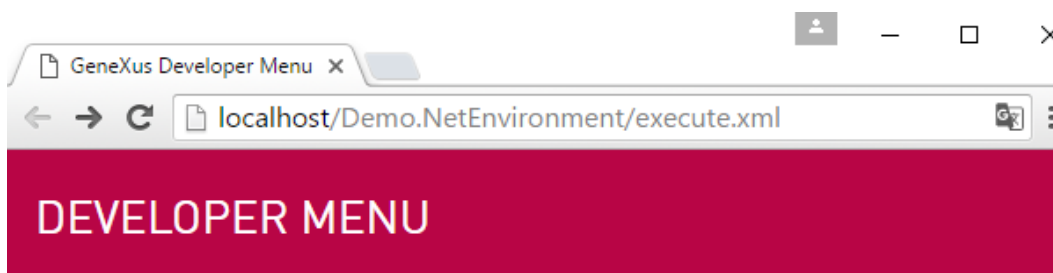 GeneXus Developer Menu
localhost/Demo.NetEnvironment/execute.xml
DEVELOPER MENU